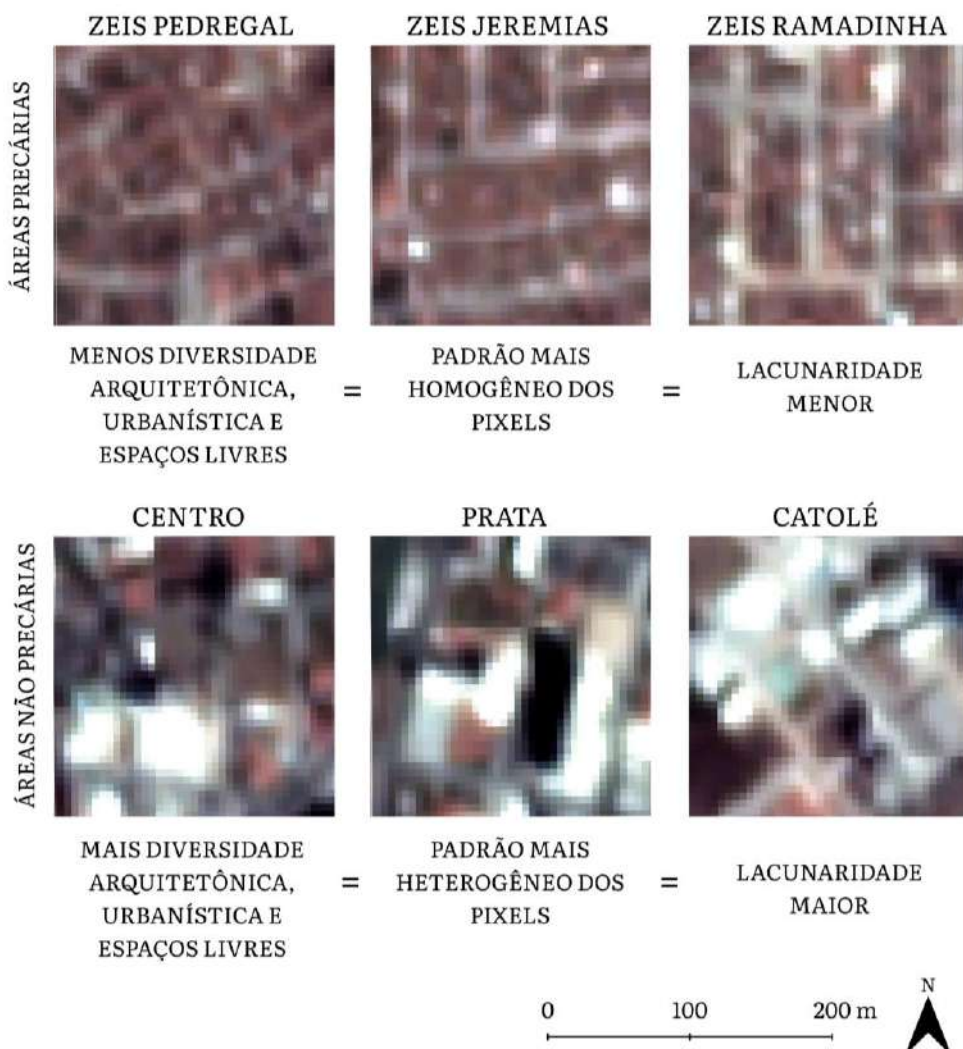 ZEIS PEDREGAL ZEIS JEREMIAS ZEIS RAMADINHA
ÁREAS PRECÁRIAS
MENOS DIVERSIDADE
ARQUITETÔNICA,
URBANÍSTICA E
ESPAÇOS LIVRES
=
PADRÃO MAIS
HOMOGÊNEO DOS
PIXELS
=
LACUNARIDADE
MENOR
CENTRO PRATA CATOLÉ
ÁREAS NÃO PRECÁRIAS
MAIS DIVERSIDADE
ARQUITETÔNICA,
URBANÍSTICA E
ESPAÇOS LIVRES
=
PADRÃO MAIS
HETEROGÊNEO DOS
PIXELS
=
LACUNARIDADE
MAIOR
0 100 200 m
N